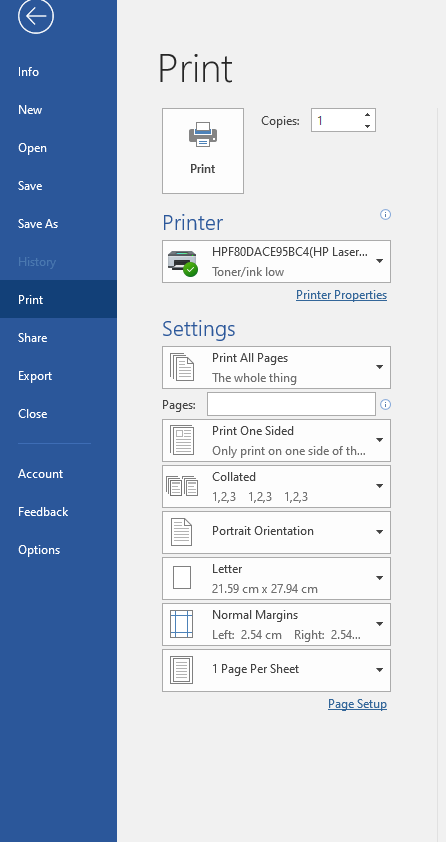 Info
New
Open
Save
Save As
History
Print
Share
Export
Close
Account
Feedback
Options
Print
Print
Copies: 1
Printer
HPF80DACE95BC4(HP Laser...
Toner/ink low
Printer Properties
Settings
Print All Pages
The whole thing
Pages:
Print One Sided
Only print on one side of th...
Collated
1,2,3 1,2,3 1,2,3
Portrait Orientation
Letter
21.59 cm x 27.94 cm
Normal Margins
Left: 2.54 cm Right: 2.54...
1 Page Per Sheet
Page Setup